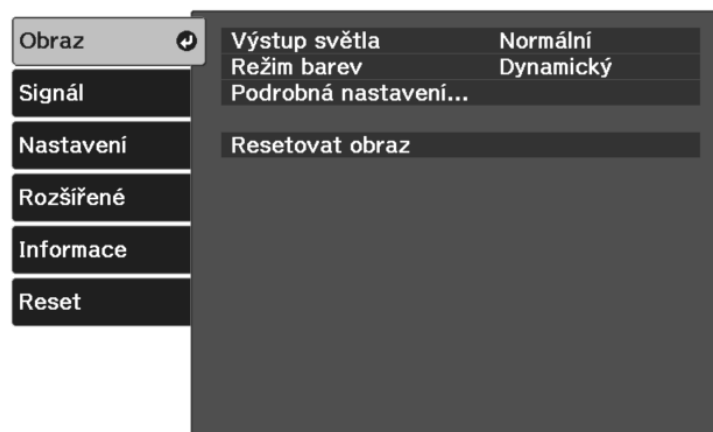 Obraz
Signál
Nastavení
Rozšířené
Informace
Reset
Výstup světla Normální
Režim barev Dynamický
Podrobná nastavení...
Resetovat obraz